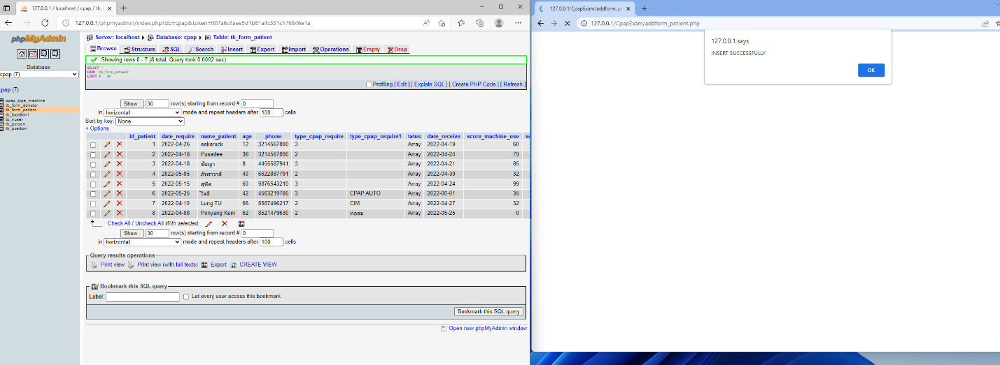 127.0.0.1 / localhost / cpap / tb_f
127.0.0.1/phpmyadmin/index.php?db=cpap&token=007a6c4aee5d1b81a4c331c176846e1a
phpMyAdmin
Database
cpap (7)
cpap (7)
cpap_type_machine
tb_form_donator
tb_form_patient
tb_location1
tb_nuser
tb_person
tb_position
Server: localhost Database: cpap Table: tb_form_patient
Browse Structure SQL Search Insert Export Import Operations Empty Drop
Showing rows 0 - 7 (8 total, Query took 0.0002 sec)
SELECT *
FROM `tb_form_patient`
LIMIT 0 , 30
Profiling [ Edit ] [ Explain SQL ] [ Create PHP Code ] [ Refresh ]
Show : 30 row(s) starting from record # 0
in horizontal mode and repeat headers after 100 cells
Sort by key: None
+ Options
id_patient date_require name_patient age phone type_cpap_require type_cpap_require1 tatus date_receive score_machine_use
1 2022-04-26 eakaruck 12 3214567890 3 Array 2022-04-19 60
2 2022-04-18 Pusadee 36 3214567890 2 Array 2022-04-24 79
3 2022-04-18 ชัชญา 8 4455587941 3 Array 2022-04-21 85
4 2022-05-05 ภัทราวาดี 40 6622887791 2 Array 2022-04-30 32
5 2022-05-15 สุพิศ 60 9876543210 3 Array 2022-04-24 99
6 2022-05-25 ใจดี 42 4563219780 3 CPAP AUTO Array 2022-06-01 35
7 2022-04-10 Lung TU 66 8587496217 2 CIM Array 2022-04-27 32
8 2022-04-08 Ponyang Kum 62 8521479630 2 ท่อลม Array 2022-05-25 0
Check All / Uncheck All With selected:
Show : 30 row(s) starting from record # 0
in horizontal mode and repeat headers after 100 cells
Query results operations
Print view Print view (with full texts) Export CREATE VIEW
Bookmark this SQL query
Label: Let every user access this bookmark
Bookmark this SQL query
Open new phpMyAdmin window
127.0.0.1/CpapExam/addform_po
127.0.0.1/CpapExam/addform_potient.php
127.0.0.1 says
INSERT SUCCESSFULLY
OK